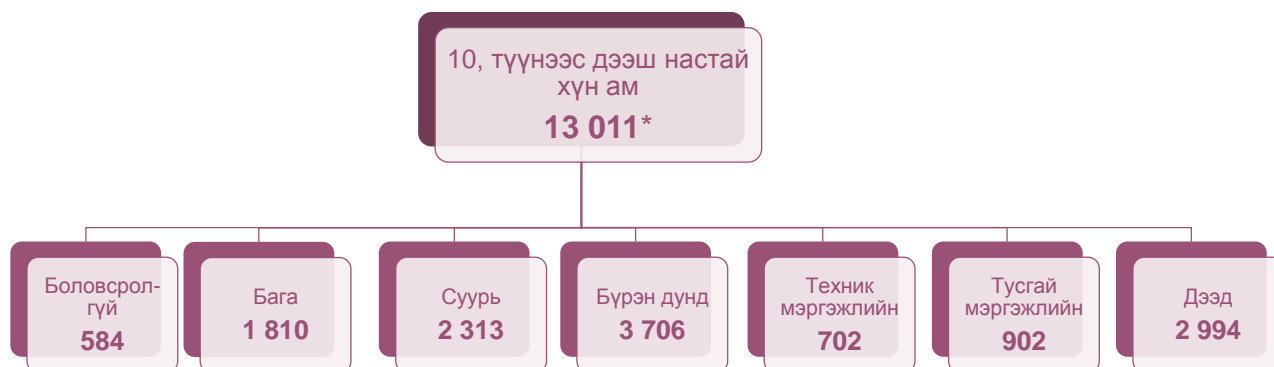 10, түүнээс дээш настай
хүн ам
13 011*
Боловсрол-
гүй
584
Бага
1 810
Суурь
2 313
Бүрэн дунд
3 706
Техник
мэргэжлийн
702
Тусгай
мэргэжлийн
902
Дээд
2 994